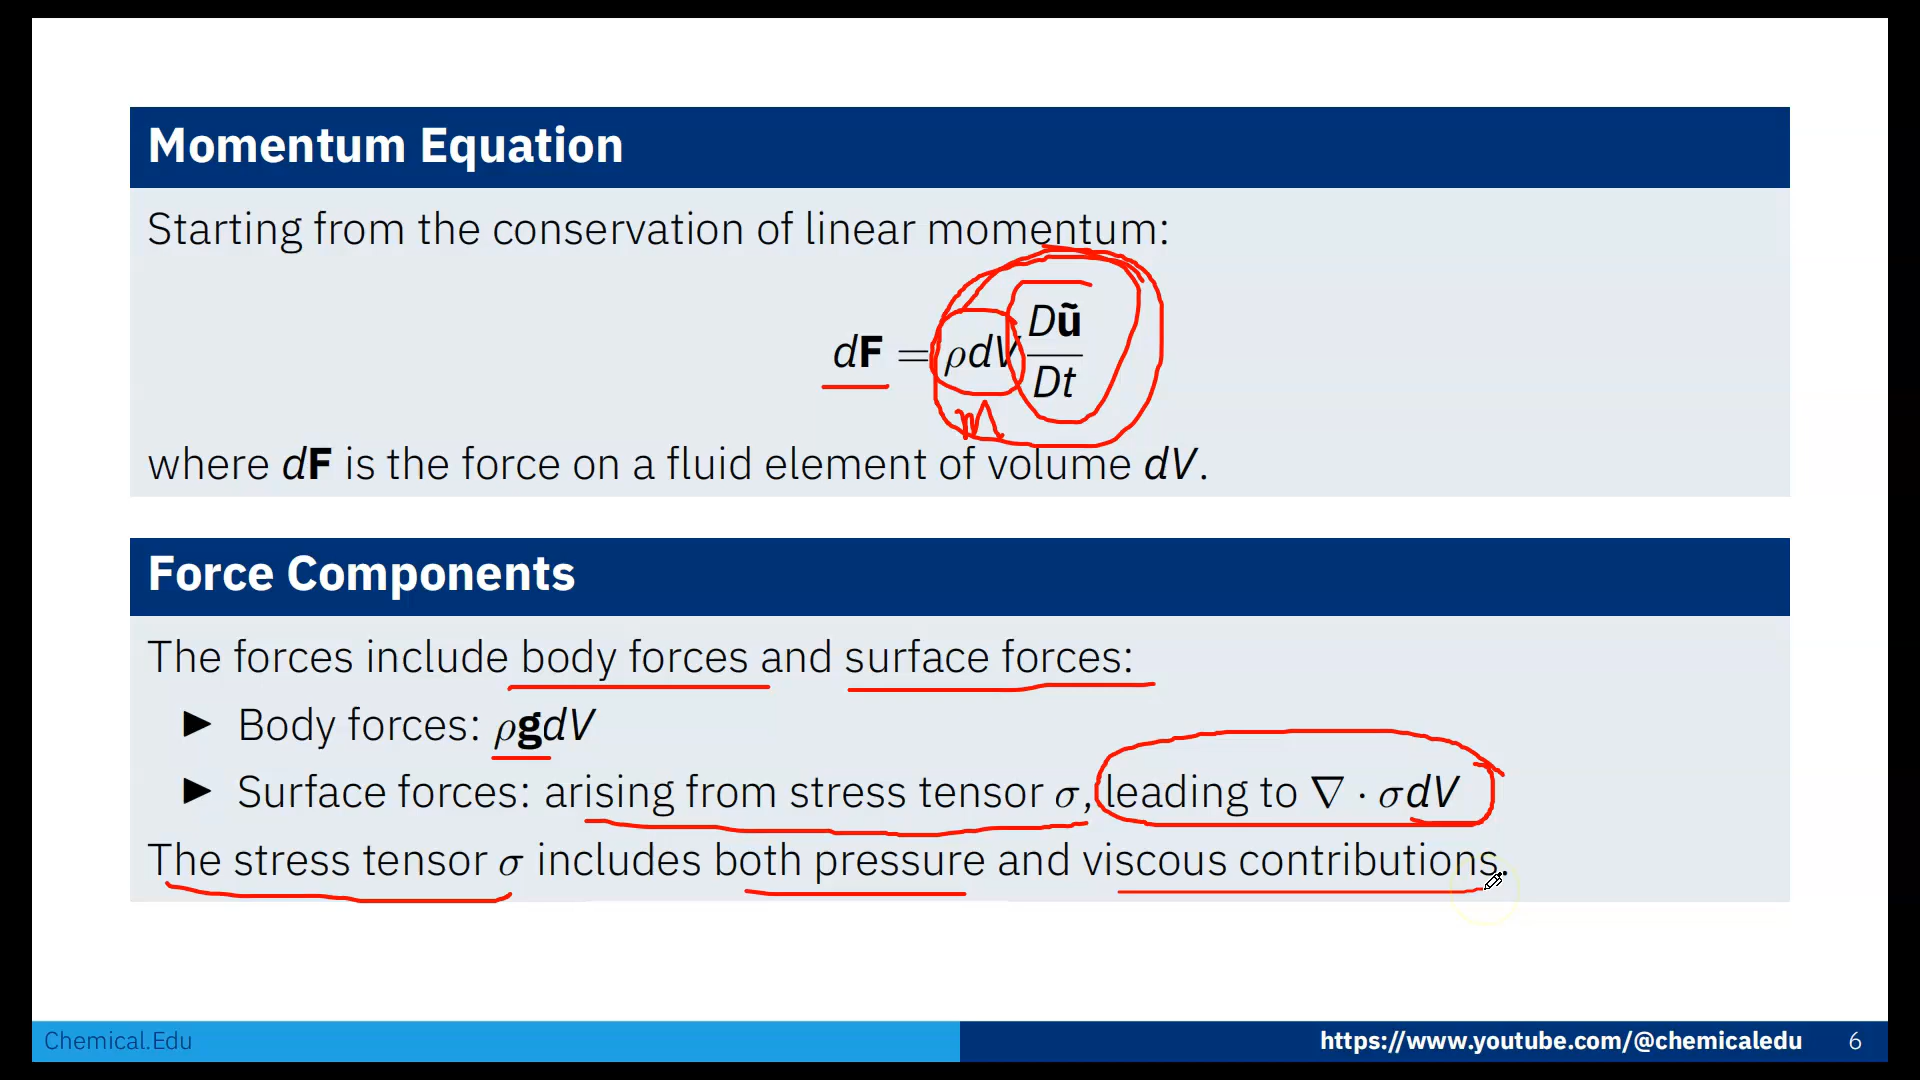 Momentum Equation
Starting from the conservation of linear momentum:
dF = ρdV Dũ/Dt
m
where dF is the force on a fluid element of volume dV.
Force Components
The forces include body forces and surface forces:
► Body forces: ρgdV
► Surface forces: arising from stress tensor σ, leading to ∇ · σdV
The stress tensor σ includes both pressure and viscous contributions.
Chemical.Edu
https://www.youtube.com/@chemicaledu 6